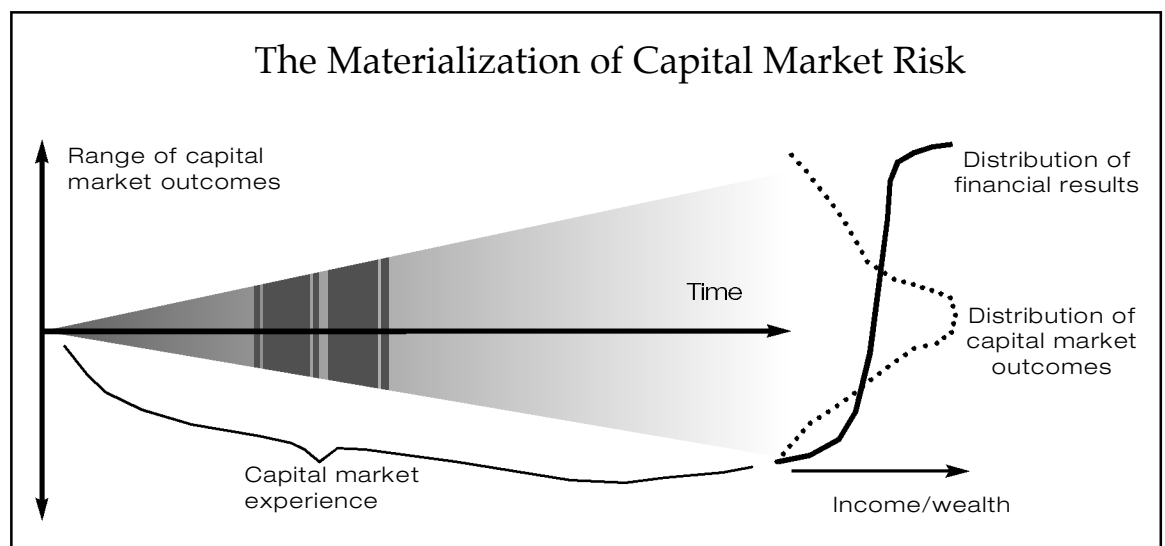 The Materialization of Capital Market Risk
Range of capital
market outcomes
Distribution of
financial results
Time
Distribution of
capital market
outcomes
Capital market
experience
Income/wealth